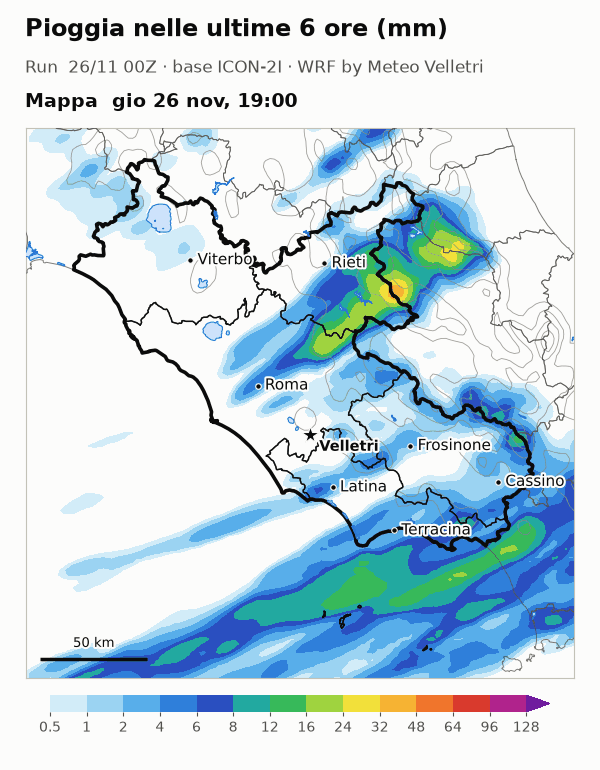 Pioggia nelle ultime 6 ore (mm)
Run  26/11 00Z · base ICON-2I · WRF by Meteo Velletri
Mappa  gio 26 nov, 19:00
Viterbo
Rieti
Roma
Velletri
Frosinone
Latina
Cassino
Terracina
50 km
0.5 1 2 4 6 8 12 16 24 32 48 64 96 128